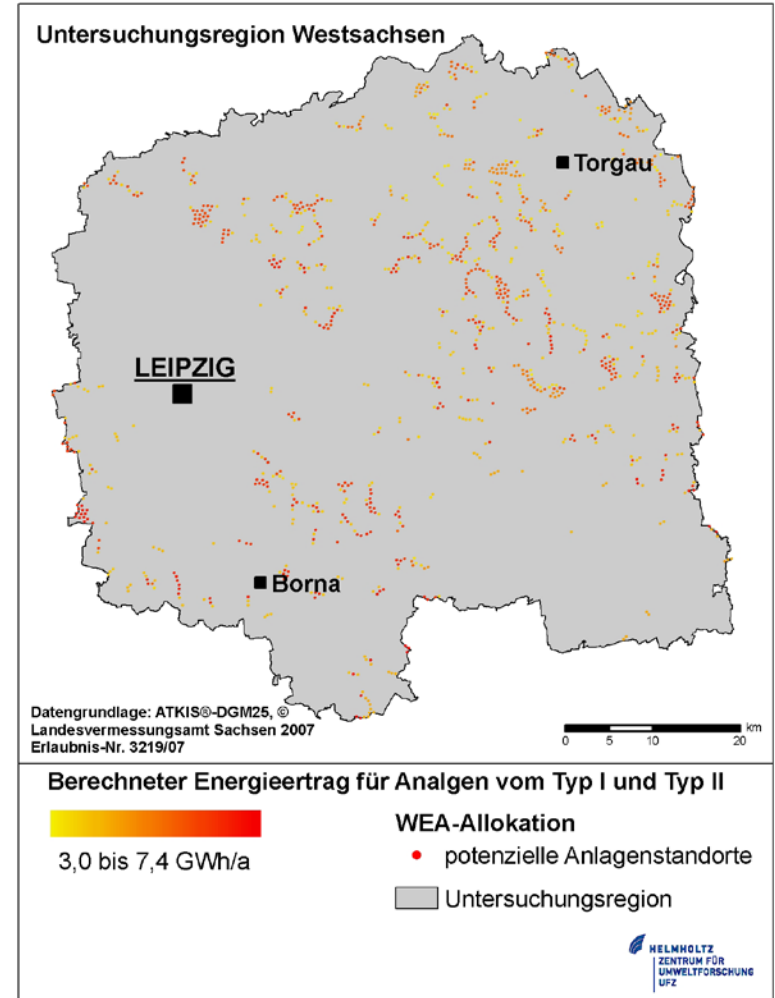 Untersuchungsregion Westsachsen
Torgau
LEIPZIG
Borna
Datengrundlage: ATKIS®-DGM25, ©
Landesvermessungsamt Sachsen 2007
Erlaubnis-Nr. 3219/07
km
0 5 10 20
Berechneter Energieertrag für Analgen vom Typ I und Typ II
3,0 bis 7,4 GWh/a
WEA-Allokation
potenzielle Anlagenstandorte
Untersuchungsregion
HELMHOLTZ
ZENTRUM FÜR
UMWELTFORSCHUNG
UFZ